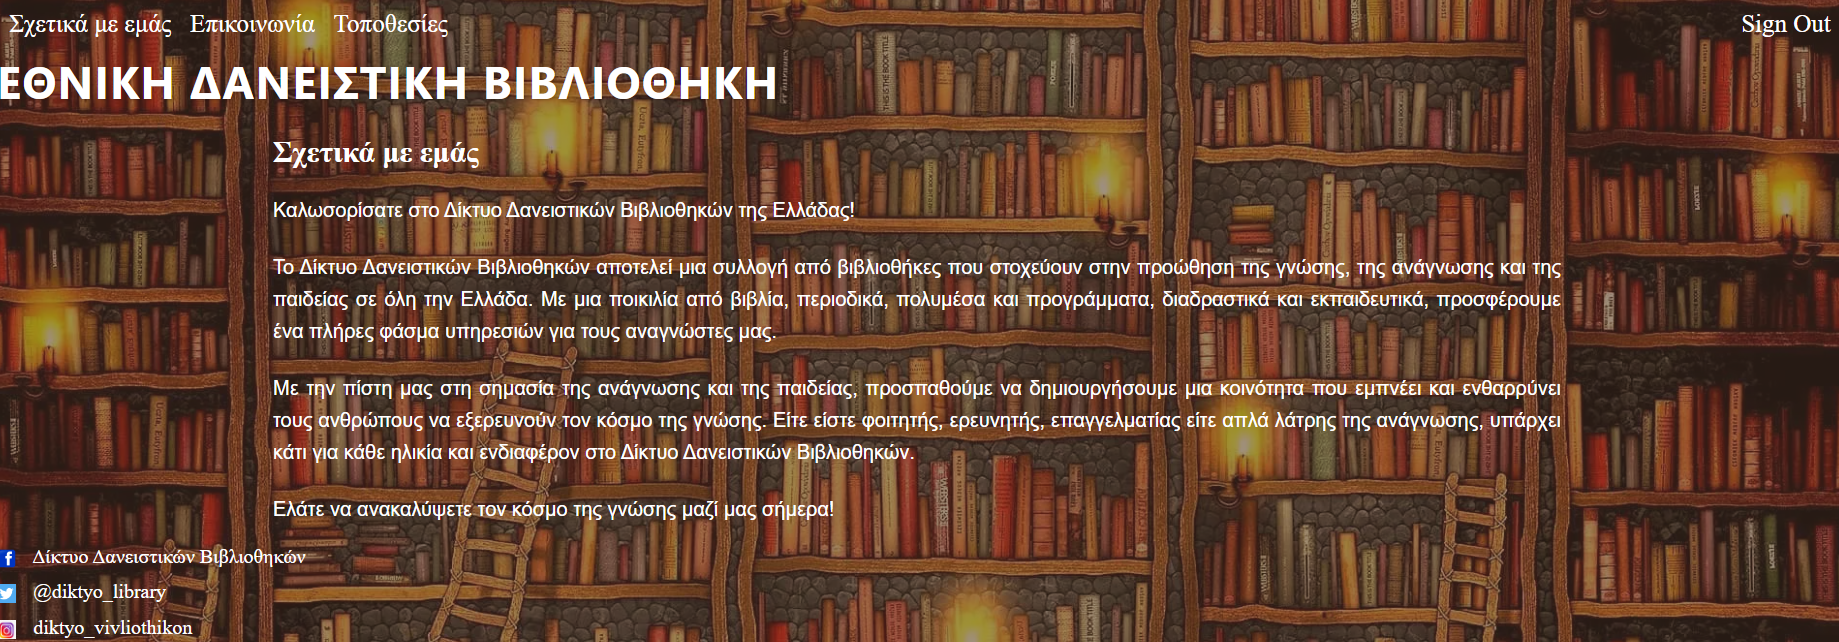 Σχετικά με εμάς Επικοινωνία Τοποθεσίες Sign Out
ΕΘΝΙΚΗ ΔΑΝΕΙΣΤΙΚΗ ΒΙΒΛΙΟΘΗΚΗ
Σχετικά με εμάς
Καλωσορίσατε στο Δίκτυο Δανειστικών Βιβλιοθηκών της Ελλάδας!
Το Δίκτυο Δανειστικών Βιβλιοθηκών αποτελεί μια συλλογή από βιβλιοθήκες που στοχεύουν στην προώθηση της γνώσης, της ανάγνωσης και της
παιδείας σε όλη την Ελλάδα. Με μια ποικιλία από βιβλία, περιοδικά, πολυμέσα και προγράμματα, διαδραστικά και εκπαιδευτικά, προσφέρουμε
ένα πλήρες φάσμα υπηρεσιών για τους αναγνώστες μας.
Με την πίστη μας στη σημασία της ανάγνωσης και της παιδείας, προσπαθούμε να δημιουργήσουμε μια κοινότητα που εμπνέει και ενθαρρύνει
τους ανθρώπους να εξερευνούν τον κόσμο της γνώσης. Είτε είστε φοιτητής, ερευνητής, επαγγελματίας είτε απλά λάτρης της ανάγνωσης, υπάρχει
κάτι για κάθε ηλικία και ενδιαφέρον στο Δίκτυο Δανειστικών Βιβλιοθηκών.
Ελάτε να ανακαλύψετε τον κόσμο της γνώσης μαζί μας σήμερα!
Δίκτυο Δανειστικών Βιβλιοθηκών
@diktyo_library
diktyo_vivliothikon